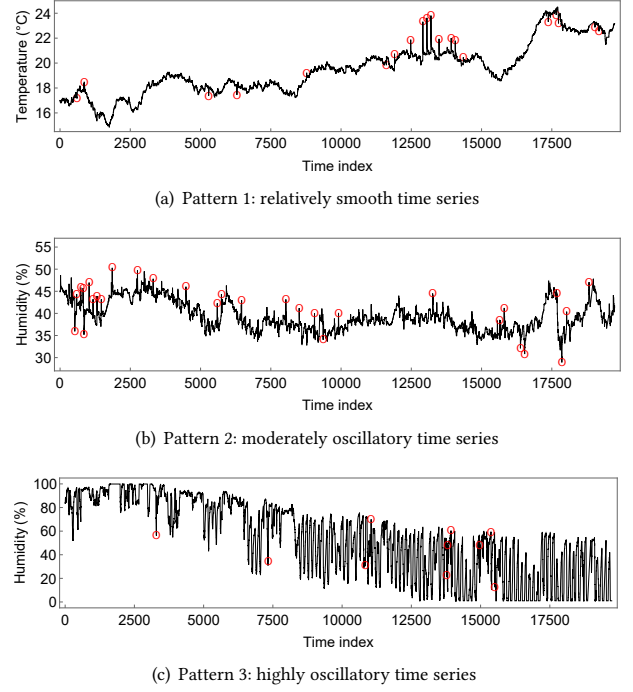 24
22
20
18
16
Temperature (°C)
0 2500 5000 7500 10000 12500 15000 17500
Time index
(a) Pattern 1: relatively smooth time series
55
50
45
40
35
30
Humidity (%)
0 2500 5000 7500 10000 12500 15000 17500
Time index
(b) Pattern 2: moderately oscillatory time series
100
80
60
40
20
0
Humidity (%)
0 2500 5000 7500 10000 12500 15000 17500
Time index
(c) Pattern 3: highly oscillatory time series